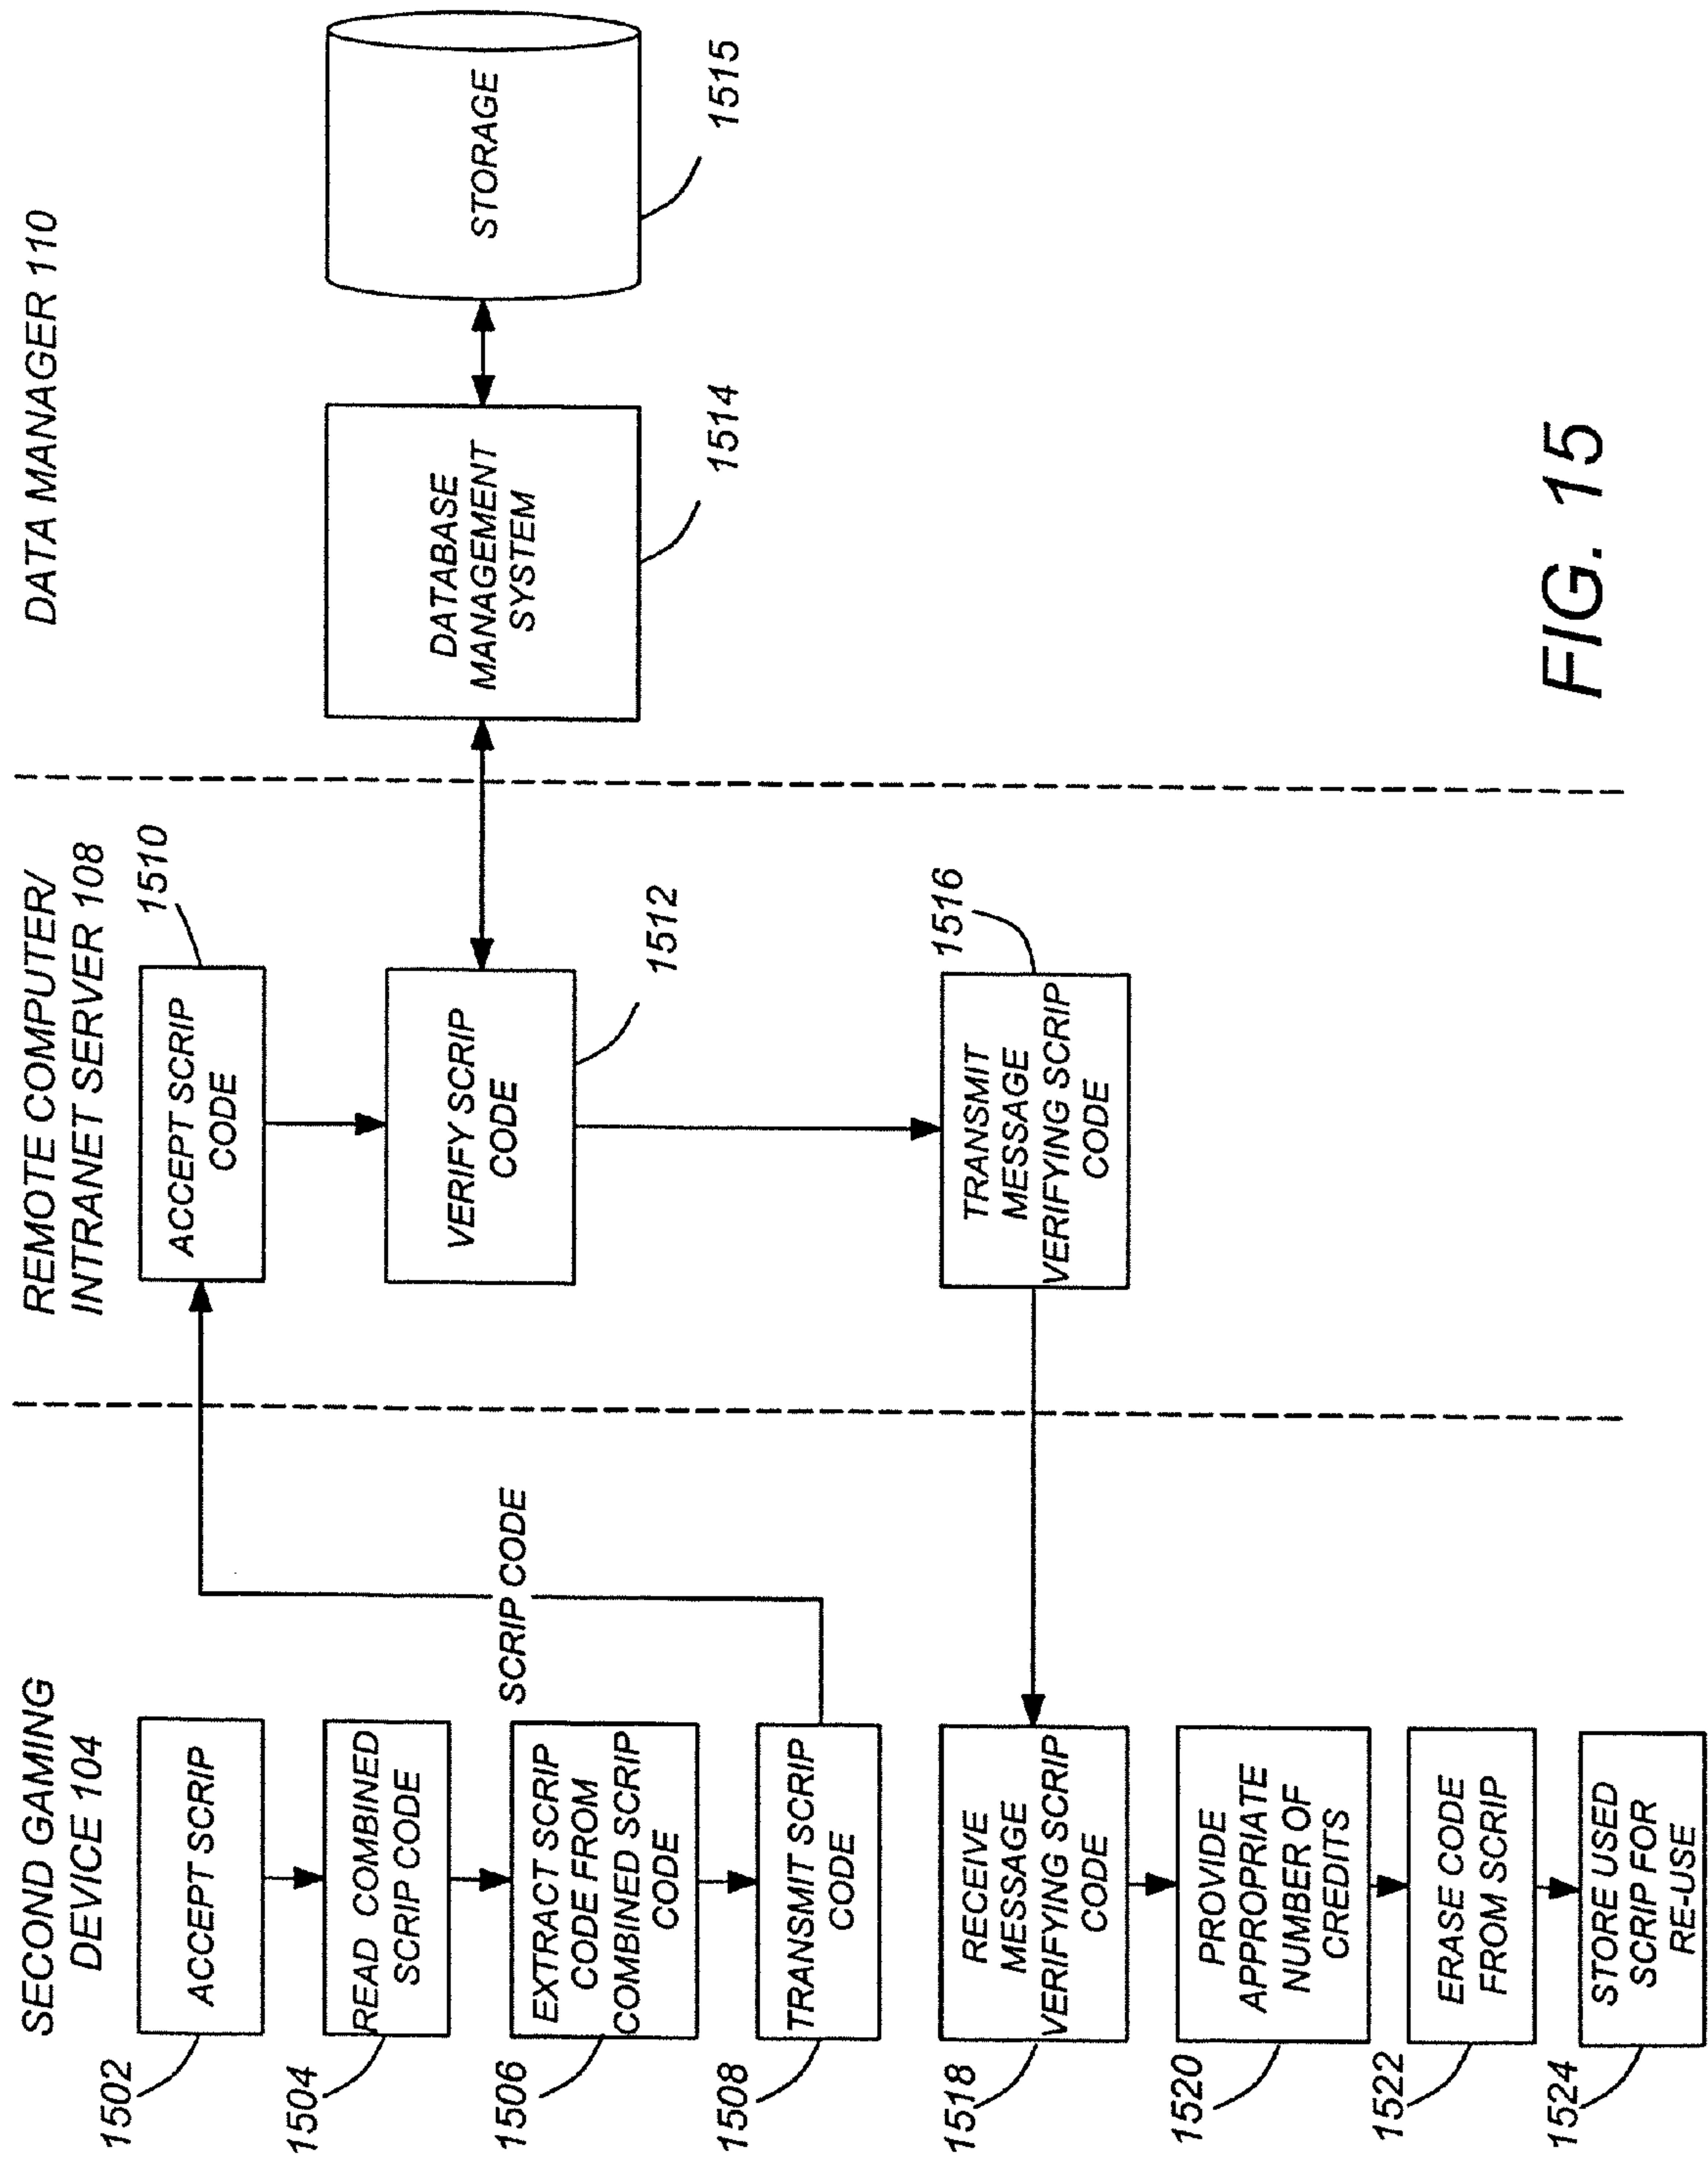 SECOND GAMING
DEVICE 104
1502
ACCEPT SCRIP
1504
READ COMBINED
SCRIP CODE
1506
EXTRACT SCRIP
CODE FROM
COMBINED SCRIP
CODE
1508
TRANSMIT SCRIP
CODE
SCRIP CODE
1518
RECEIVE
MESSAGE
VERIFYING SCRIP
CODE
1520
PROVIDE
APPROPRIATE
NUMBER OF
CREDITS
1522
ERASE CODE
FROM SCRIP
1524
STORE USED
SCRIP FOR
RE-USE
REMOTE COMPUTER/
INTRANET SERVER 108
1510
ACCEPT SCRIP
CODE
VERIFY SCRIP
CODE
1512
1516
TRANSMIT
MESSAGE
VERIFYING SCRIP
CODE
DATA MANAGER 110
DATABASE
MANAGEMENT
SYSTEM
1514
STORAGE
1515
FIG. 15